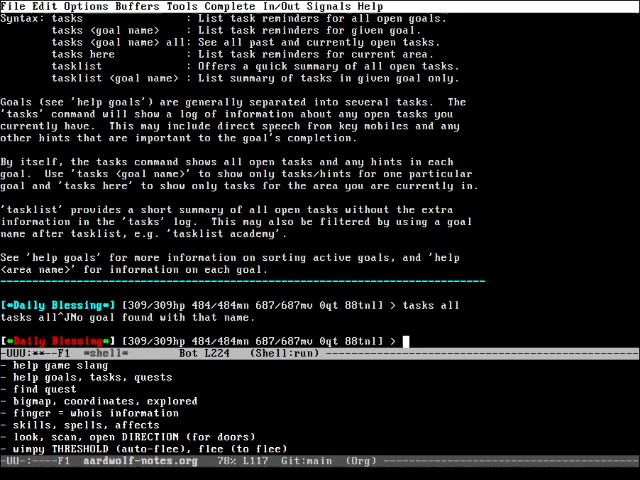 File Edit Options Buffers Tools Complete In/Out Signals Help
Syntax: tasks : List task reminders for all open goals.
tasks <goal name> : List task reminders for given goal.
tasks <goal name> all: See all past and currently open tasks.
tasks here : List task reminders for current area.
tasklist : Offers a quick summary of all open tasks.
tasklist <goal name> : List summary of tasks in given goal only.
Goals (see 'help goals') are generally separated into several tasks. The
'tasks' command will show a log of information about any open tasks you
currently have. This may include direct speech from key mobiles and any
other hints that are important to the goal's completion.
By itself, the tasks command shows all open tasks and any hints in each
goal. Use 'tasks <goal name>' to show only tasks/hints for one particular
goal and 'tasks here' to show only tasks for the area you are currently in.
'tasklist' provides a short summary of all open tasks without the extra
information in the 'tasks' log. This may also be filtered by using a goal
name after tasklist, e.g. 'tasklist academy'.
See 'help goals' for more information on sorting active goals, and 'help
<area name>' for information on each goal.
[*Daily Blessing*] [309/309hp 484/484mn 687/687mv 0qt 88tnl] > tasks all
tasks all^JNo goal found with that name.
[*Daily Blessing*] [309/309hp 484/484mn 687/687mv 0qt 88tnl] >
-UUU:**--F1 *shell* Bot L224 (Shell:run)
- help game slang
- help goals, tasks, quests
- find quest
- bigmap, coordinates, explored
- finger = whois information
- skills, spells, affects
- look, scan, open DIRECTION (for doors)
- wimpy THRESHOLD (auto-flee), flee (to flee)
-UU-:----F1 aardwolf-notes.org 78% L117 Git:main (Org)